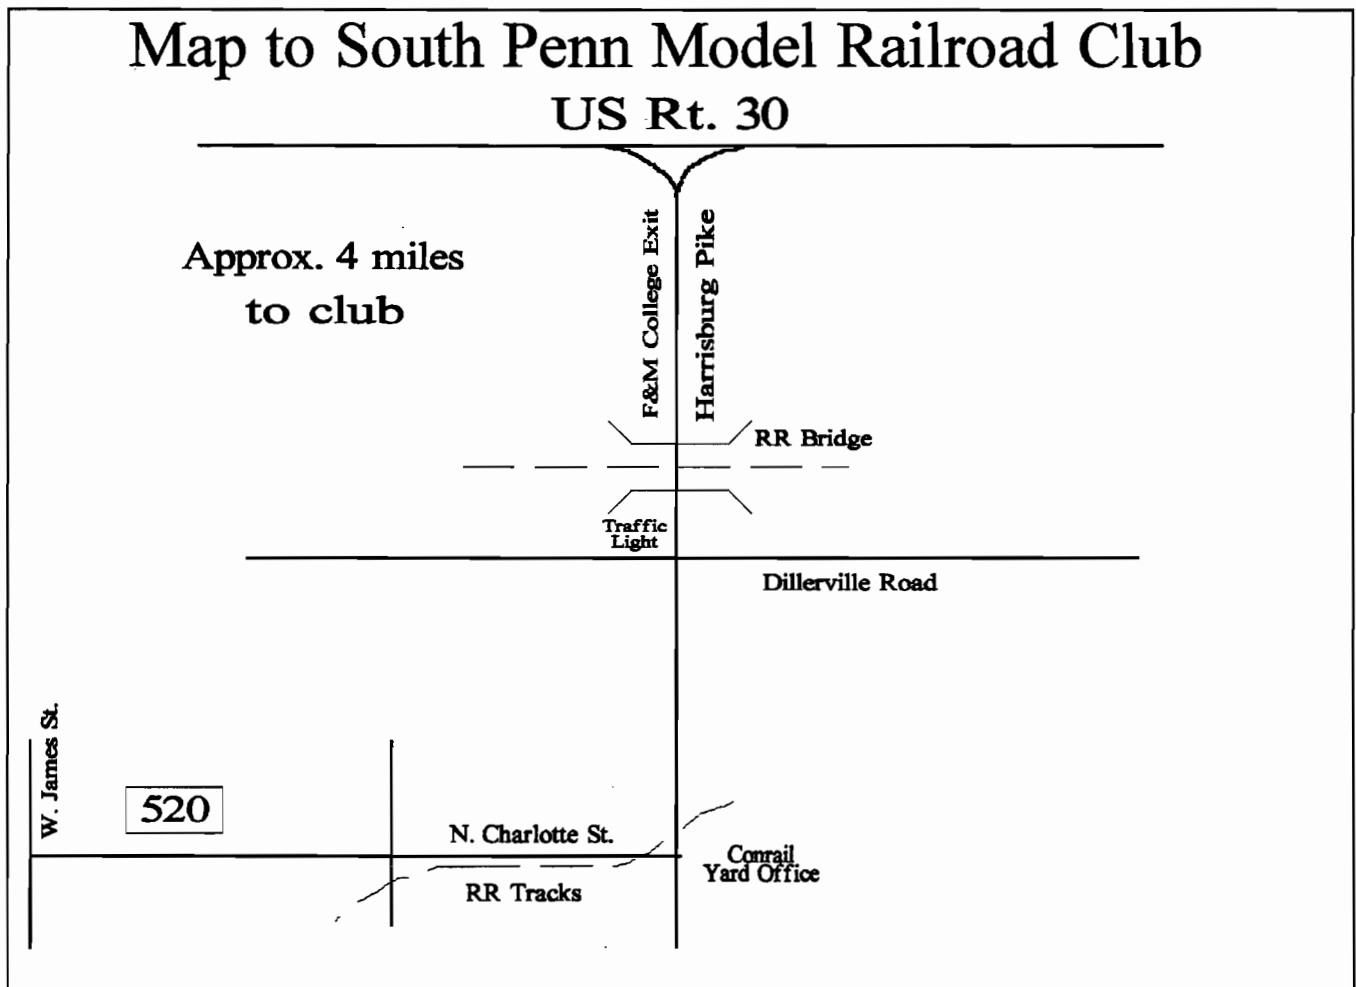 Map to South Penn Model Railroad Club
US Rt. 30
Approx. 4 miles
to club
F&M College Exit
Harrisburg Pike
RR Bridge
Traffic
Light
Dillerville Road
W. James St.
520
N. Charlotte St.
RR Tracks
Conrail
Yard Office